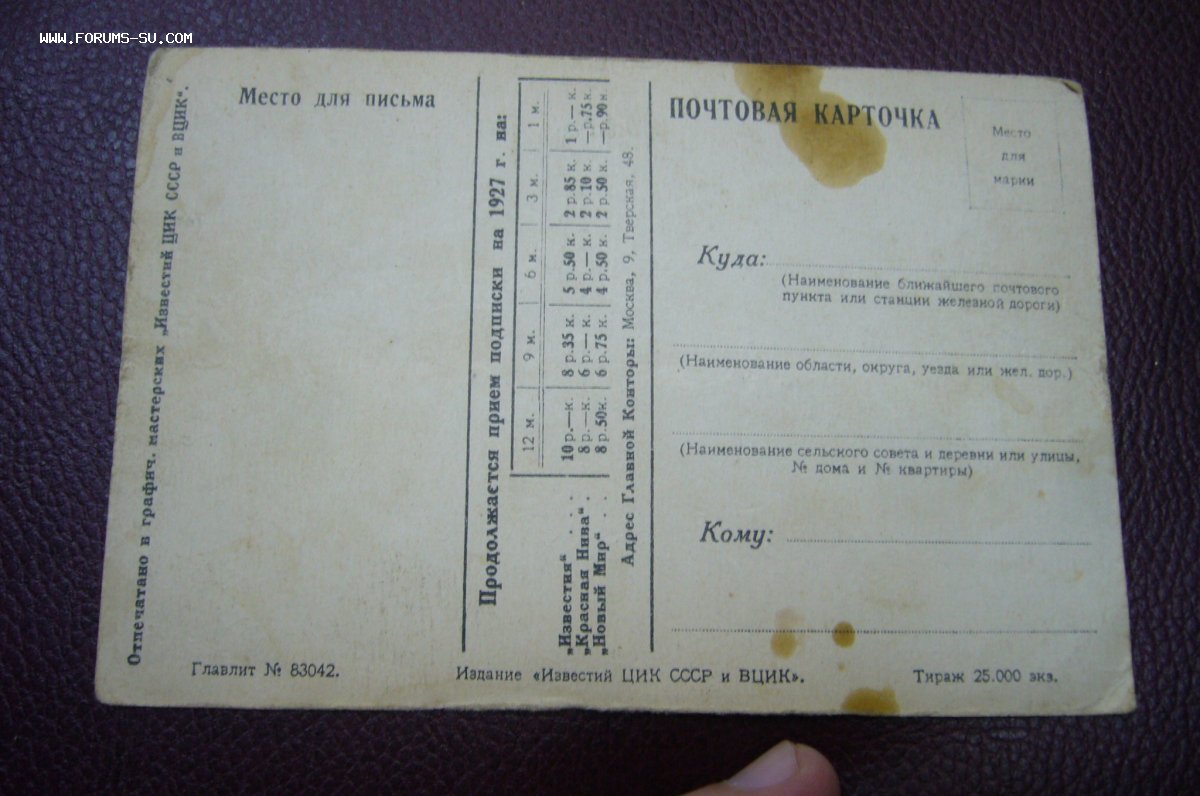 WWW.FORUMS-SU.COM
Отпечатано в график. мастерских „Известий ЦИК СССР и ВЦИК“.
Место для письма
Продолжается прием подписки на 1927 г. на:
12 м. 9 м. 6 м. 3 м. 1 м.
„Известия“ . . . . 10 р.—к. 8 р. 35 к. 5 р. 50 к. 2 р. 85 к. 1 р.—к.
„Красная Нива“ . 8 р.—к. 6 р.—к. 4 р.—к. 2 р. 10 к. —р. 75 к.
„Новый Мир“ . . 8 р. 50к. 6 р. 75 к. 4 р. 50 к. 2 р. 50 к. —р. 90 к.
Адрес Главной Конторы: Москва, 9, Тверская, 48.
ПОЧТОВАЯ КАРТОЧКА
Место
для
марки
Куда:
(Наименование ближайшего почтового
пункта или станции железной дороги)
(Наименование области, округа, уезда или жел. дор.)
(Наименование сельского совета и деревни или улицы,
№ дома и № квартиры)
Кому:
Главлит № 83042.
Издание «Известий ЦИК СССР и ВЦИК».
Тираж 25.000 экз.